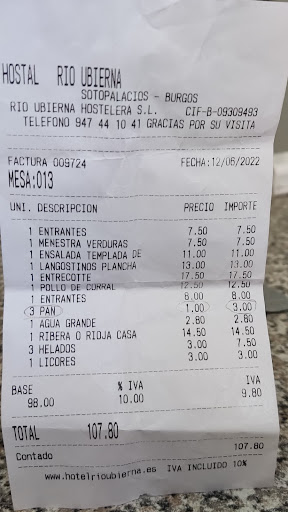 HOSTAL RIO UBIERNA
SOTOPALACIOS - BURGOS
RIO UBIERNA HOSTELERA S.L. CIF-B-09309493
TELEFONO 947 44 10 41 GRACIAS POR SU VISITA
FACTURA 009724 FECHA:12/06/2022
MESA:013
UNI. DESCRIPCION PRECIO IMPORTE
1 ENTRANTES 7.50 7.50
1 MENESTRA VERDURAS 7.50 7.50
1 ENSALADA TEMPLADA DE 11.00 11.00
1 LANGOSTINOS PLANCHA 13.00 13.00
1 ENTRECOTTE 17.50 17.50
1 POLLO DE CORRAL 12.50 12.50
1 ENTRANTES 8.00 8.00
3 PAN 1.00 3.00
1 AGUA GRANDE 2.80 2.80
1 RIBERA O RIOJA CASA 14.50 14.50
3 HELADOS 3.00 7.50
1 LICORES 3.00 3.00
BASE % IVA IVA
98.00 10.00 9.80
TOTAL 107.80
Contado 107.80
www.hotelrioubierna.es IVA INCLUIDO 10%